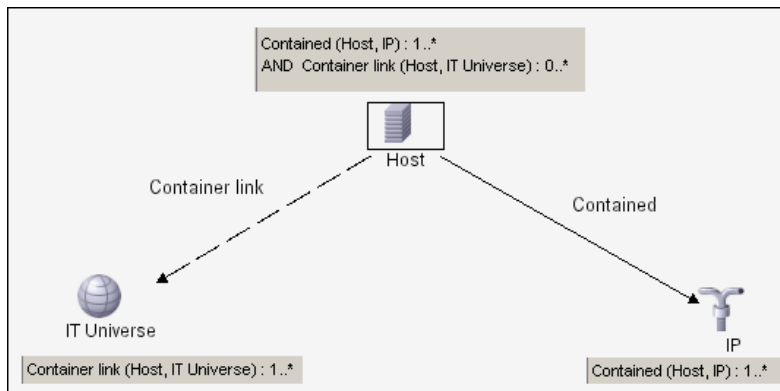 Contained (Host, IP) : 1..*
AND  Container link (Host, IT Universe) : 0..*
Host
Container link
Contained
IT Universe
IP
Container link (Host, IT Universe) : 1..*
Contained (Host, IP) : 1..*